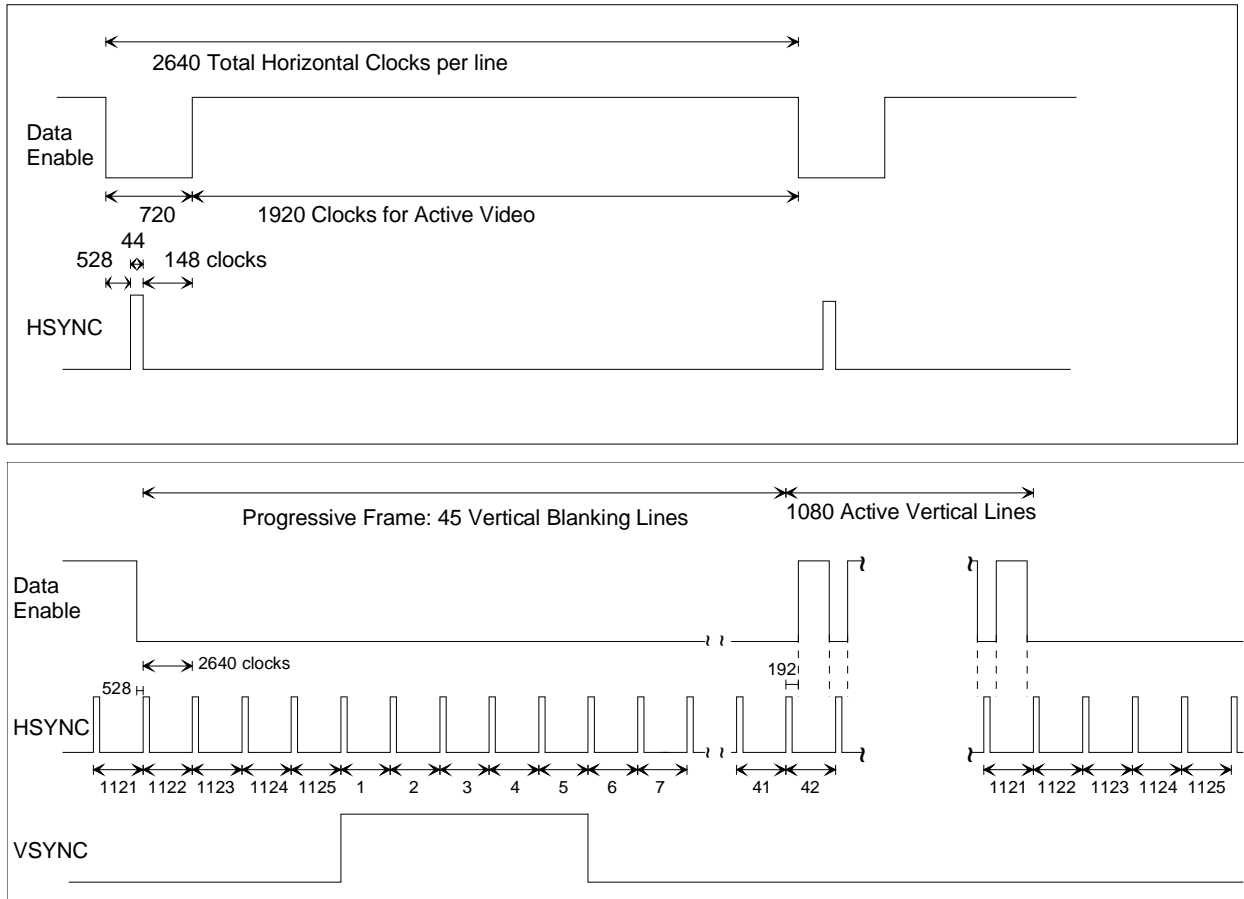 2640 Total Horizontal Clocks per line
Data
Enable
720
1920 Clocks for Active Video
44
528
148 clocks
HSYNC
Progressive Frame: 45 Vertical Blanking Lines
1080 Active Vertical Lines
Data
Enable
2640 clocks
192
528
HSYNC
1121 1122 1123 1124 1125 1 2 3 4 5 6 7 41 42 1121 1122 1123 1124 1125
VSYNC